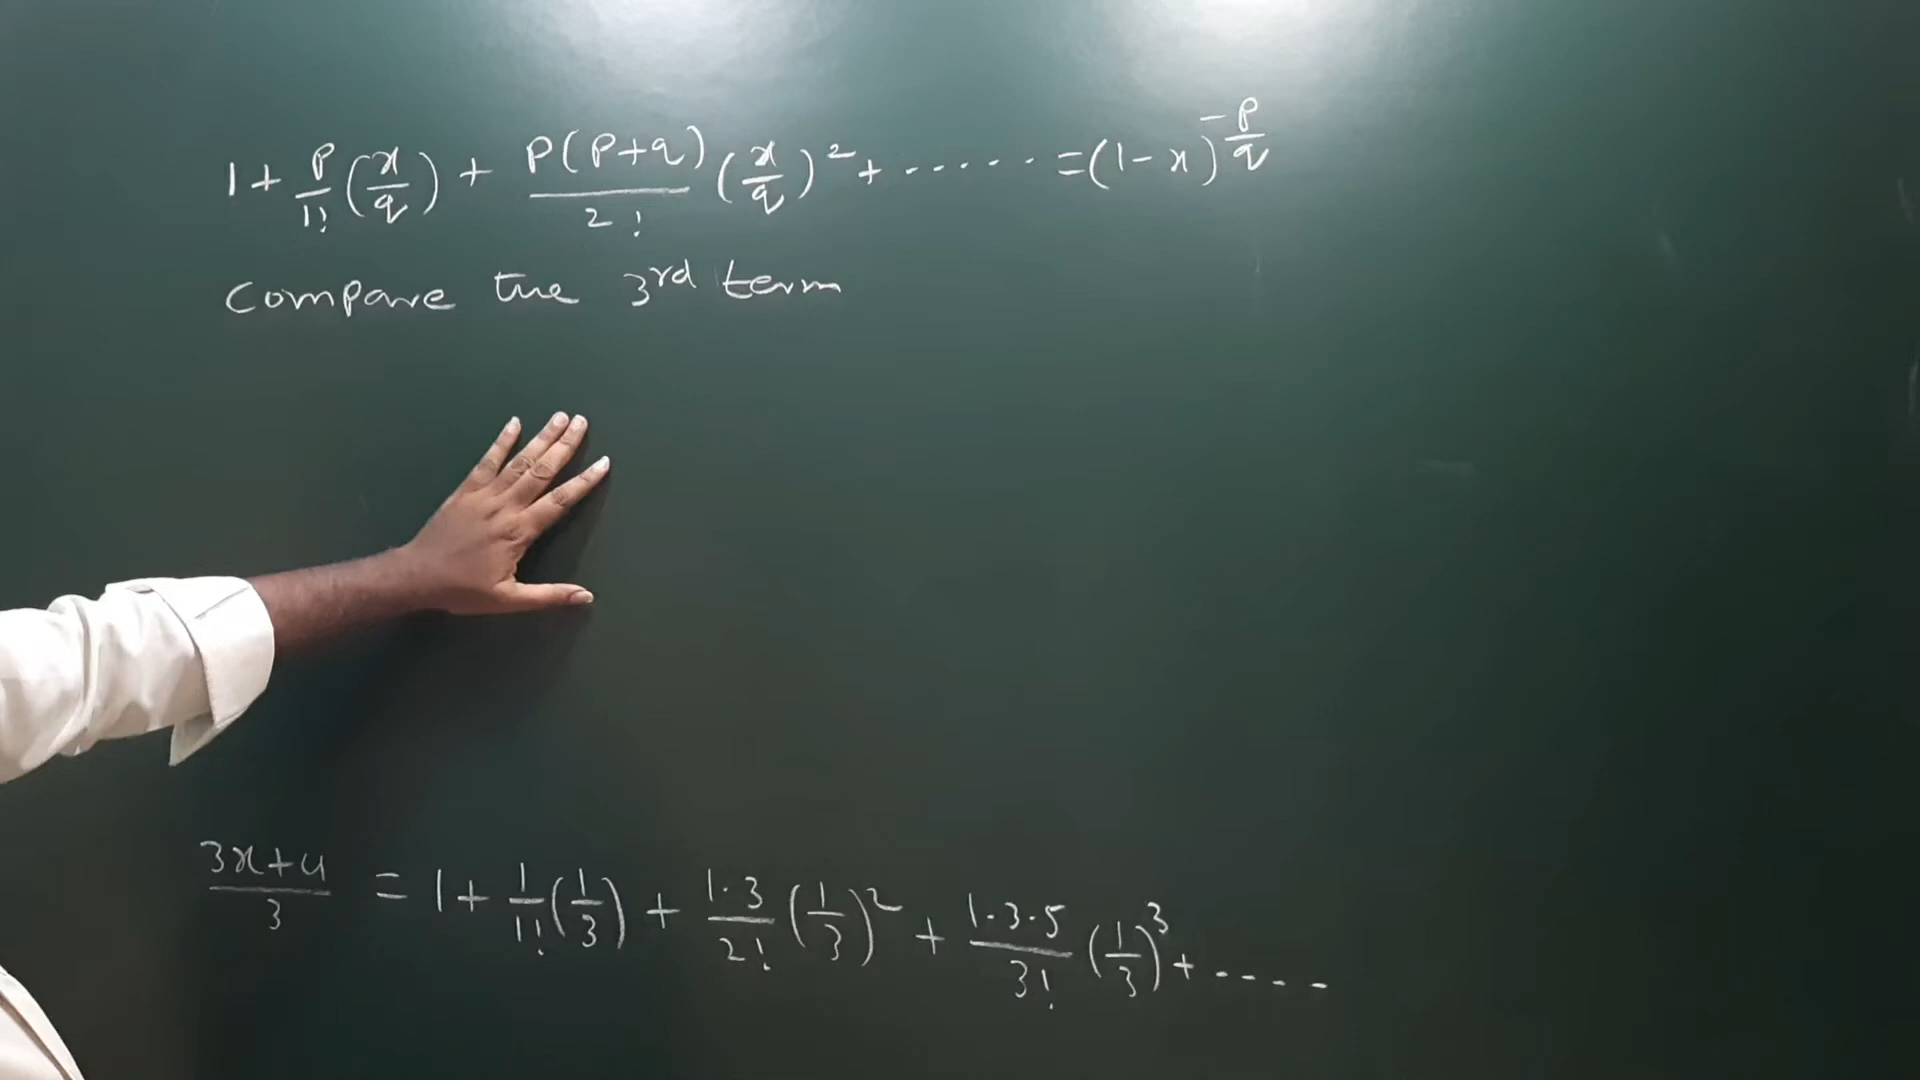 1 + p/1! (x/q) + p(p+q)/2! (x/q)² + ...... = (1-x)^(-p/q)
Compare the 3rd term
3x+4/3 = 1 + 1/1! (1/3) + 1·3/2! (1/3)² + 1·3·5/3! (1/3)³ + ....